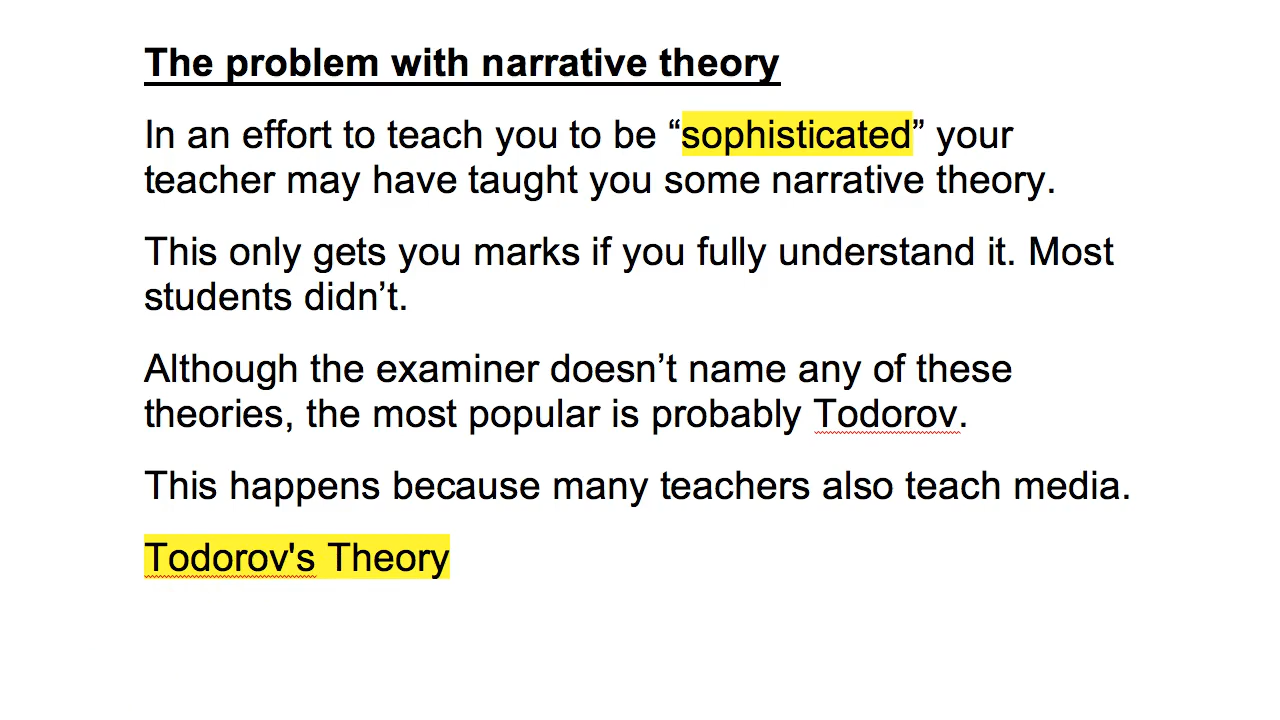 The problem with narrative theory
In an effort to teach you to be “sophisticated” your
teacher may have taught you some narrative theory.
This only gets you marks if you fully understand it. Most
students didn’t.
Although the examiner doesn’t name any of these
theories, the most popular is probably Todorov.
This happens because many teachers also teach media.
Todorov's Theory